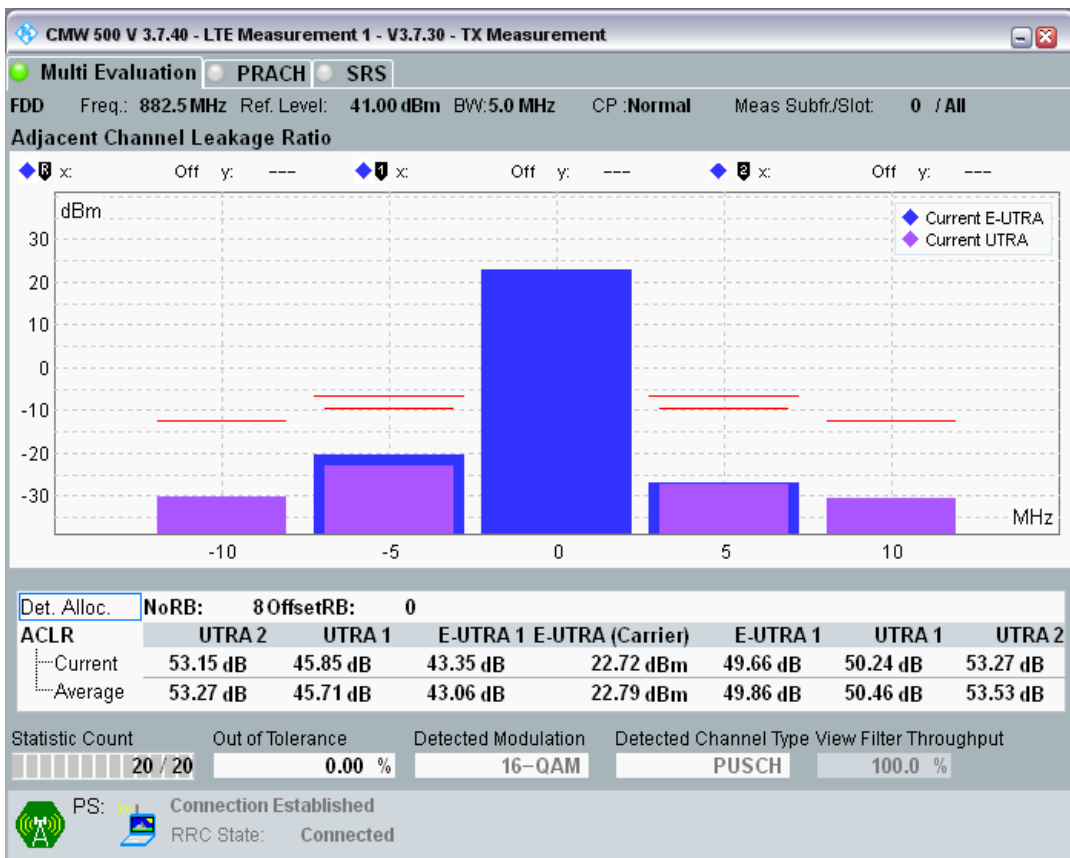 CMW 500 V 3.7.40 - LTE Measurement 1 - V3.7.30 - TX Measurement
Multi Evaluation PRACH SRS
FDD Freq.: 882.5 MHz Ref. Level: 41.00 dBm BW:5.0 MHz CP :Normal Meas Subfr./Slot: 0 / All
Adjacent Channel Leakage Ratio
R x: Off y: --- 1 x: Off y: --- 2 x: Off y: ---
dBm
Current E-UTRA
Current UTRA
30
20
10
0
-10
-20
-30
MHz
-10 -5 0 5 10
Det. Alloc. NoRB: 8 OffsetRB: 0
ACLR UTRA 2 UTRA 1 E-UTRA 1 E-UTRA (Carrier) E-UTRA 1 UTRA 1 UTRA 2
Current 53.15 dB 45.85 dB 43.35 dB 22.72 dBm 49.66 dB 50.24 dB 53.27 dB
Average 53.27 dB 45.71 dB 43.06 dB 22.79 dBm 49.86 dB 50.46 dB 53.53 dB
Statistic Count Out of Tolerance Detected Modulation Detected Channel Type View Filter Throughput
20 / 20 0.00 % 16-QAM PUSCH 100.0 %
PS: Connection Established
RRC State: Connected